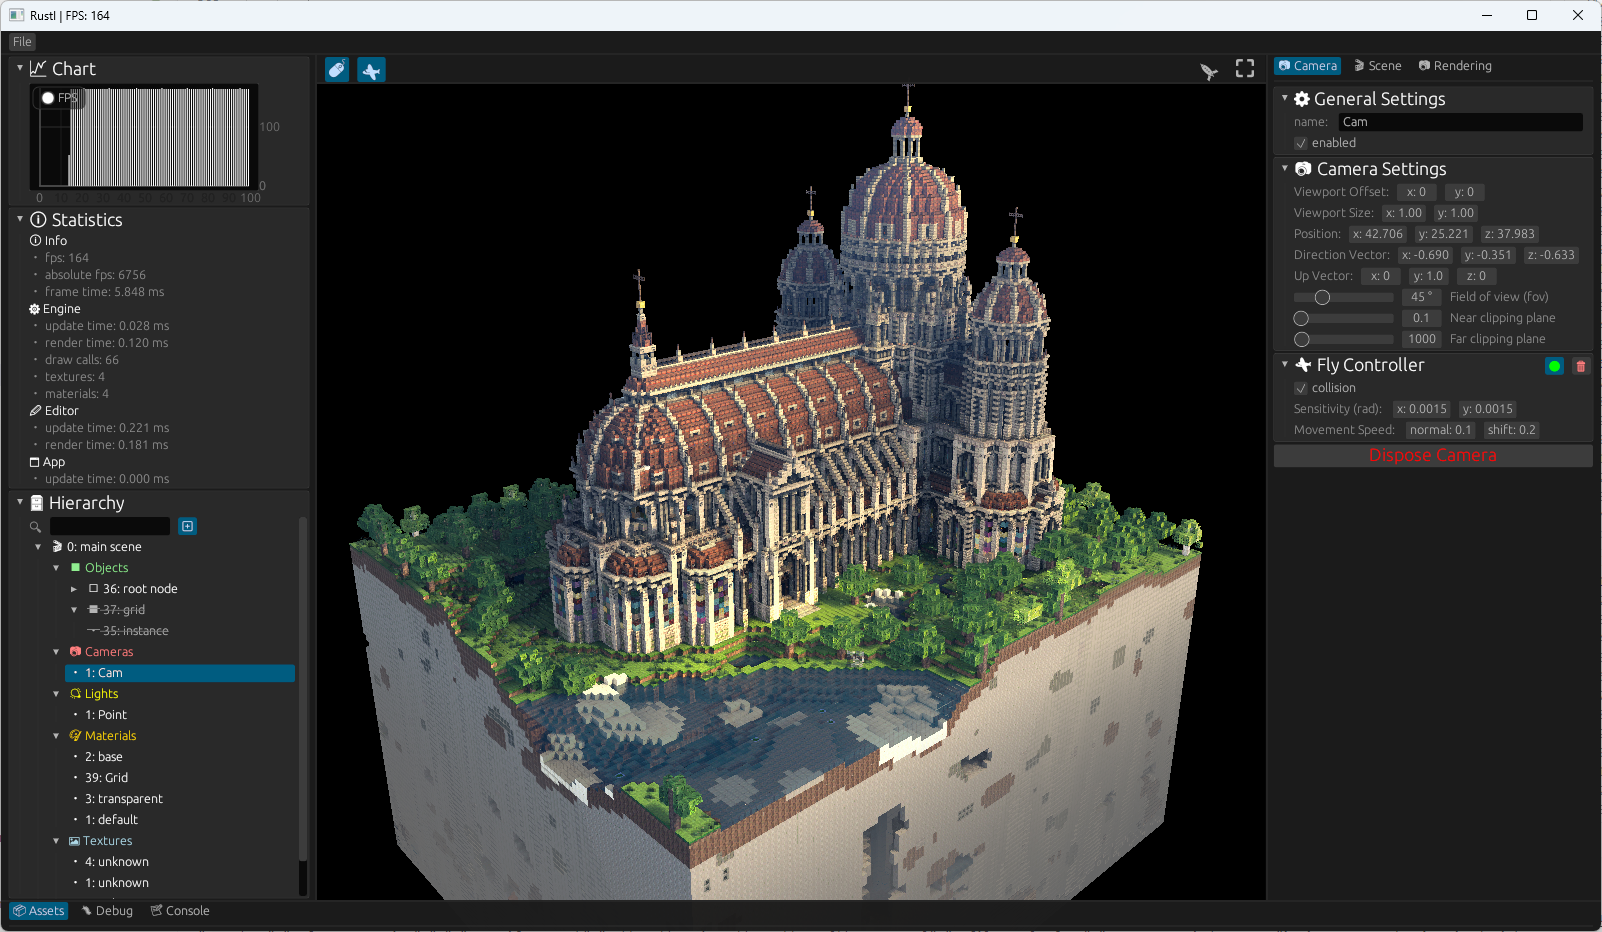 Rustl | FPS: 164
File
Chart
FPS
100
0
0 10 20 30 40 50 60 70 80 90 100
Statistics
Info
fps: 164
absolute fps: 6756
frame time: 5.848 ms
Engine
update time: 0.028 ms
render time: 0.120 ms
draw calls: 66
textures: 4
materials: 4
Editor
update time: 0.221 ms
render time: 0.181 ms
App
update time: 0.000 ms
Hierarchy
0: main scene
Objects
36: root node
37: grid
35: instance
Cameras
1: Cam
Lights
1: Point
Materials
2: base
39: Grid
3: transparent
1: default
Textures
4: unknown
1: unknown
Assets Debug Console
Camera Scene Rendering
General Settings
name: Cam
enabled
Camera Settings
Viewport Offset: x: 0 y: 0
Viewport Size: x: 1.00 y: 1.00
Position: x: 42.706 y: 25.221 z: 37.983
Direction Vector: x: -0.690 y: -0.351 z: -0.633
Up Vector: x: 0 y: 1.0 z: 0
45° Field of view (fov)
0.1 Near clipping plane
1000 Far clipping plane
Fly Controller
collision
Sensitivity (rad): x: 0.0015 y: 0.0015
Movement Speed: normal: 0.1 shift: 0.2
Dispose Camera